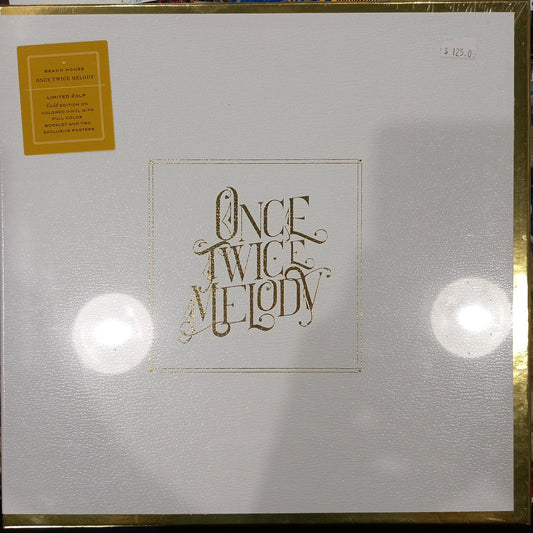 BEACH HOUSE
ONCE TWICE MELODY
LIMITED 2xLP
Gold EDITION ON
COLORED VINYL WITH
FULL COLOR
BOOKLET AND TWO
EXCLUSIVE POSTERS
$ 125.0
ONCE
TWICE
MELODY